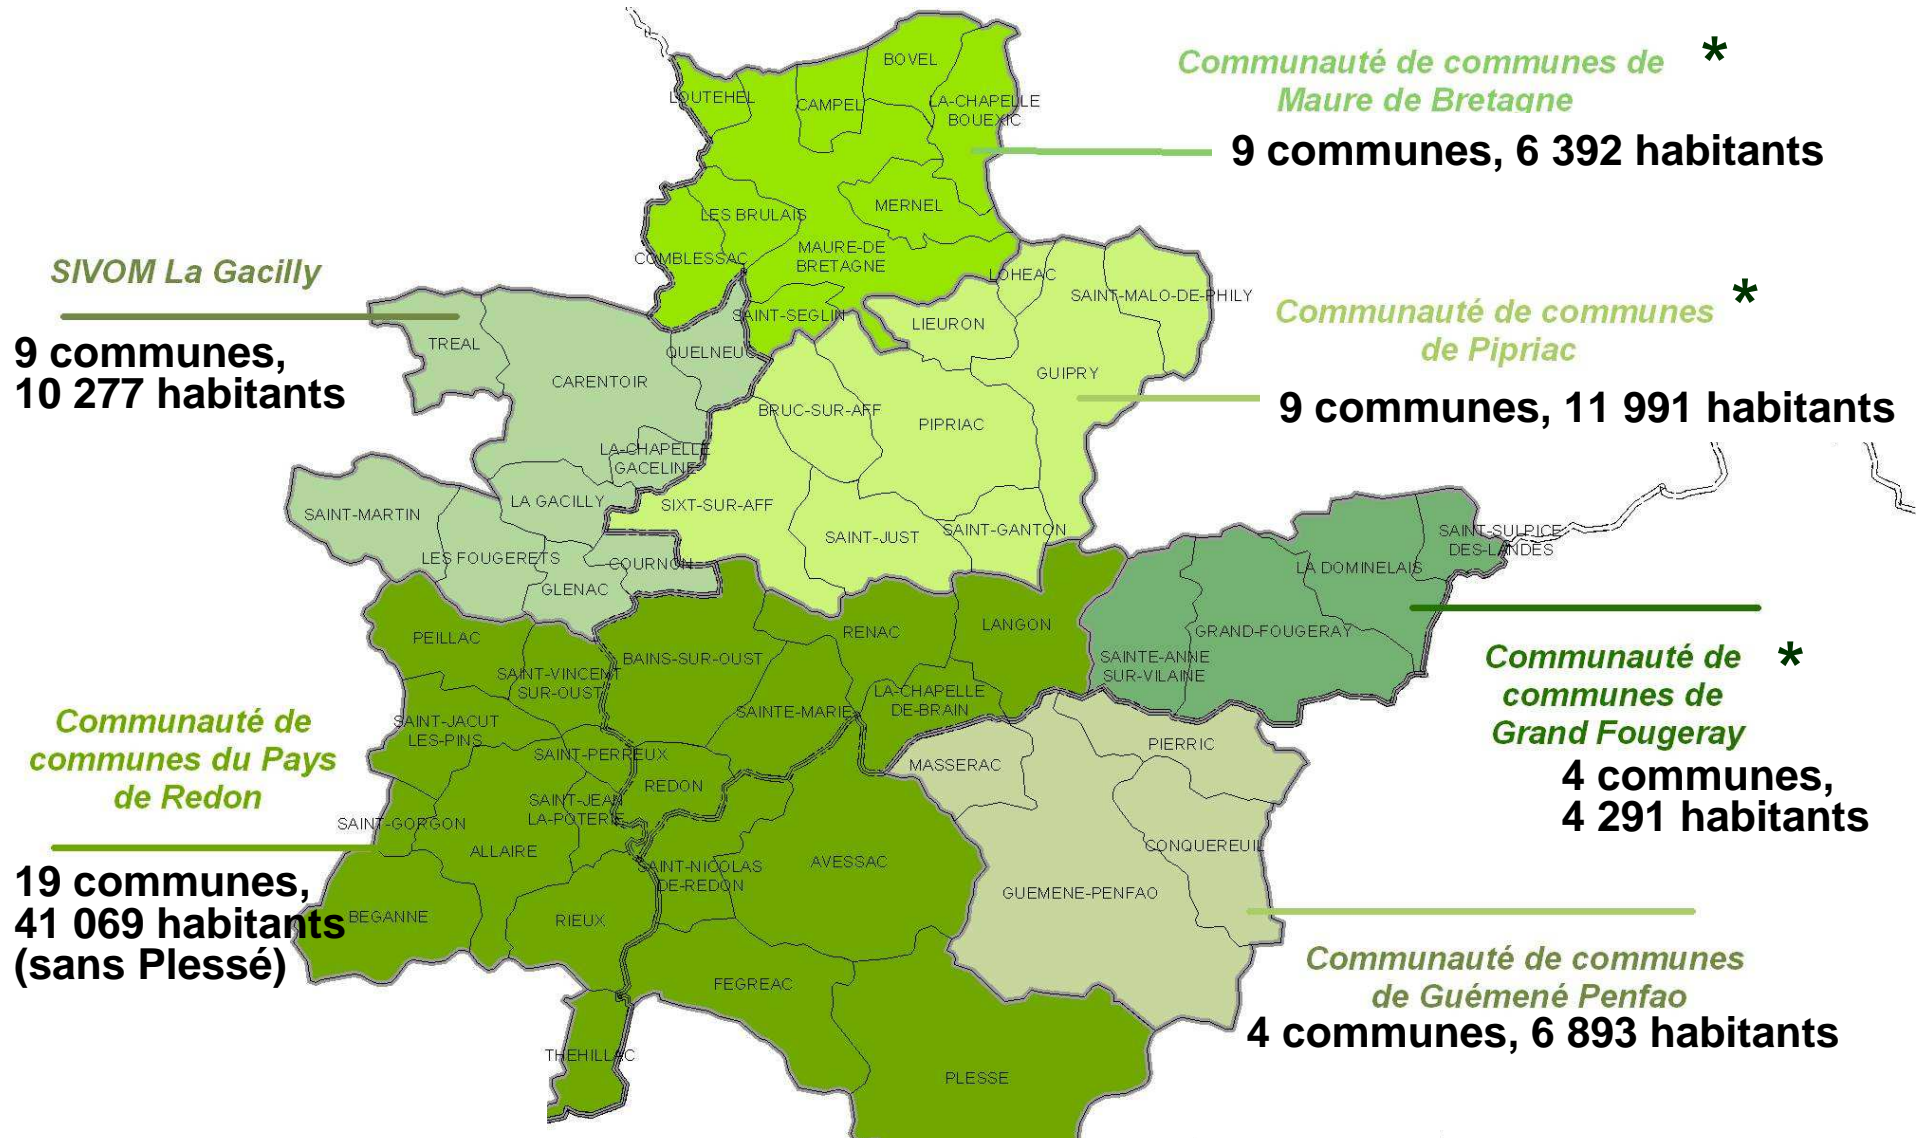 Communauté de communes de *
Maure de Bretagne
9 communes, 6 392 habitants
BOVEL
LOUTEHEL
CAMPEL
LA-CHAPELLE
BOUEXIC
LES BRULAIS
MERNEL
MAURE-DE
BRETAGNE
COMBLESSAC
SAINT-SEGLIN
SIVOM La Gacilly
9 communes,
10 277 habitants
TREAL
QUELNEUC
CARENTOIR
LA-CHAPELLE
GACELINE
LA GACILLY
SAINT-MARTIN
LES FOUGERETS
COURNON
GLENAC
Communauté de communes *
de Pipriac
9 communes, 11 991 habitants
LOHEAC
SAINT-MALO-DE-PHILY
LIEURON
GUIPRY
BRUC-SUR-AFF
PIPRIAC
SIXT-SUR-AFF
SAINT-JUST
SAINT-GANTON
SAINT-SULPICE
DES-LANDES
LA DOMINELAIS
GRAND-FOUGERAY
SAINTE-ANNE
SUR-VILAINE
Communauté de *
communes de
Grand Fougeray
4 communes,
4 291 habitants
Communauté de
communes du Pays
de Redon
19 communes,
41 069 habitants
(sans Plessé)
PEILLAC
SAINT-VINCENT
SUR-OUST
BAINS-SUR-OUST
RENAC
LANGON
SAINT-JACUT
LES-PINS
SAINTE-MARIE
LA-CHAPELLE
DE-BRAIN
SAINT-PERREUX
REDON
SAINT-JEAN
LA-POTERIE
SAINT-GORGON
ALLAIRE
SAINT-NICOLAS
DE-REDON
AVESSAC
BEGANNE
RIEUX
FEGREAC
THEHILLAC
PLESSE
MASSERAC
PIERRIC
CONQUEREUIL
GUEMENE-PENFAO
Communauté de communes
de Guémené Penfao
4 communes, 6 893 habitants